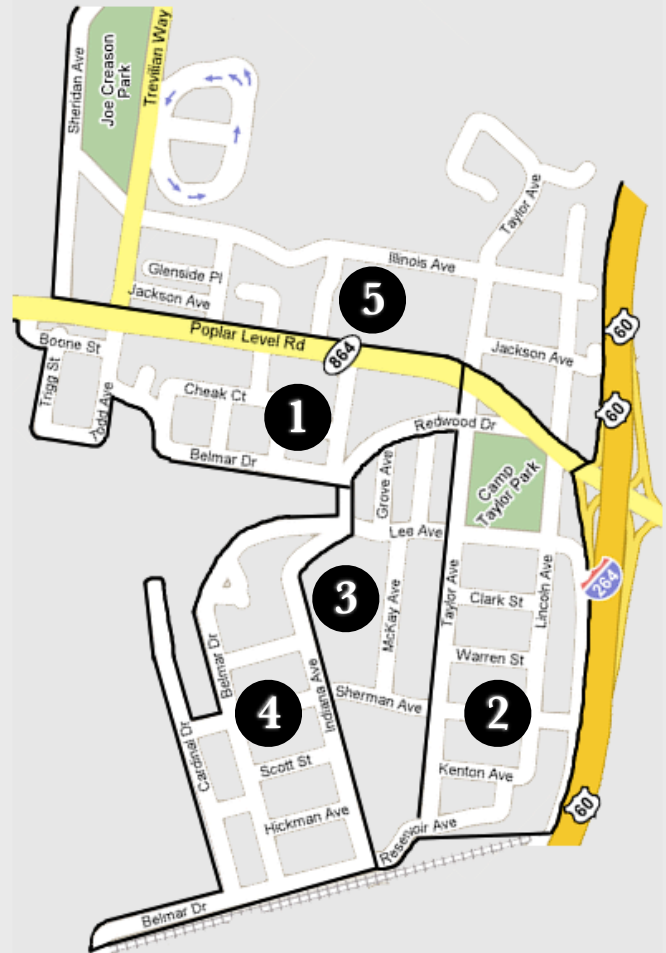 Sheridan Ave
Joe Creason
Park
Trevilian Way
Taylor Ave
Illinois Ave
Glenside Pl
Jackson Ave
5
60
Poplar Level Rd
864
Jackson Ave
Boone St
Trigg St
Todd Ave
Cheak Ct
1
60
Redwood Dr
Belmar Dr
Grove Ave
Camp
Taylor Park
Lee Ave
264
3
McKay Ave
Taylor Ave
Clark St
Lincoln Ave
Belmar Dr
Warren St
Indiana Ave
Sherman Ave
4
2
Cardinal Dr
Scott St
Kenton Ave
60
Hickman Ave
Reservoir Ave
Belmar Dr